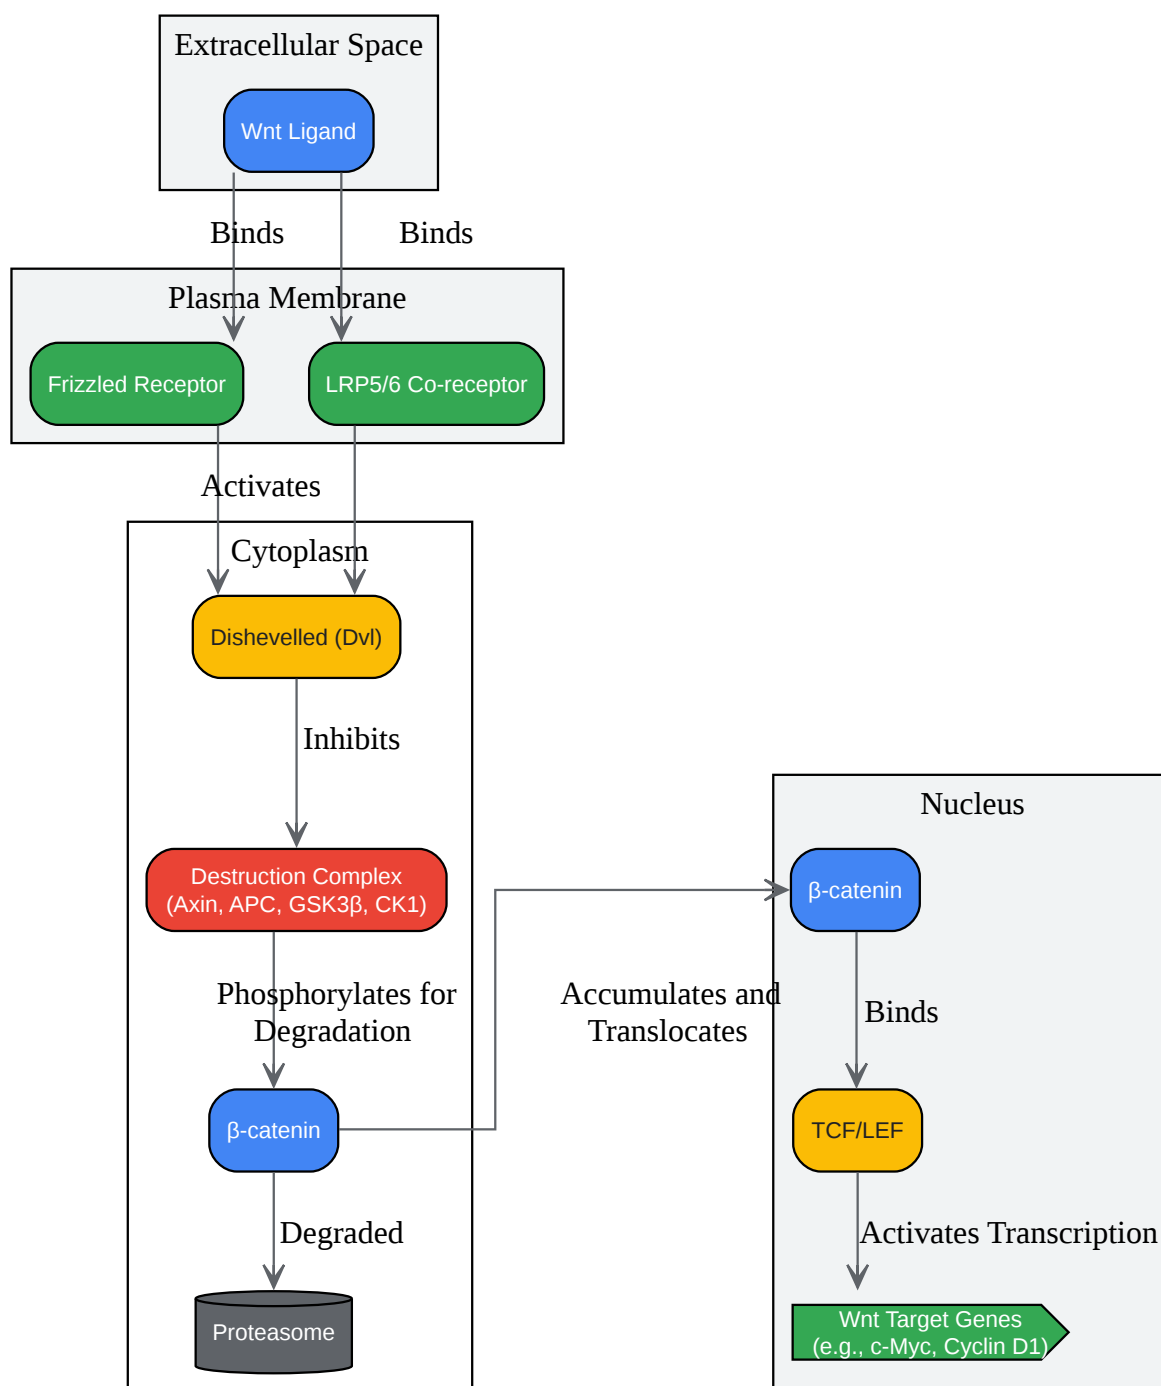 Extracellular Space
Wnt Ligand
Binds
Binds
Plasma Membrane
Frizzled Receptor
LRP5/6 Co-receptor
Activates
Cytoplasm
Dishevelled (Dvl)
Inhibits
Destruction Complex
(Axin, APC, GSK3β, CK1)
Phosphorylates for
Degradation
β-catenin
Degraded
Proteasome
Accumulates and
Translocates
Nucleus
β-catenin
Binds
TCF/LEF
Activates Transcription
Wnt Target Genes
(e.g., c-Myc, Cyclin D1)